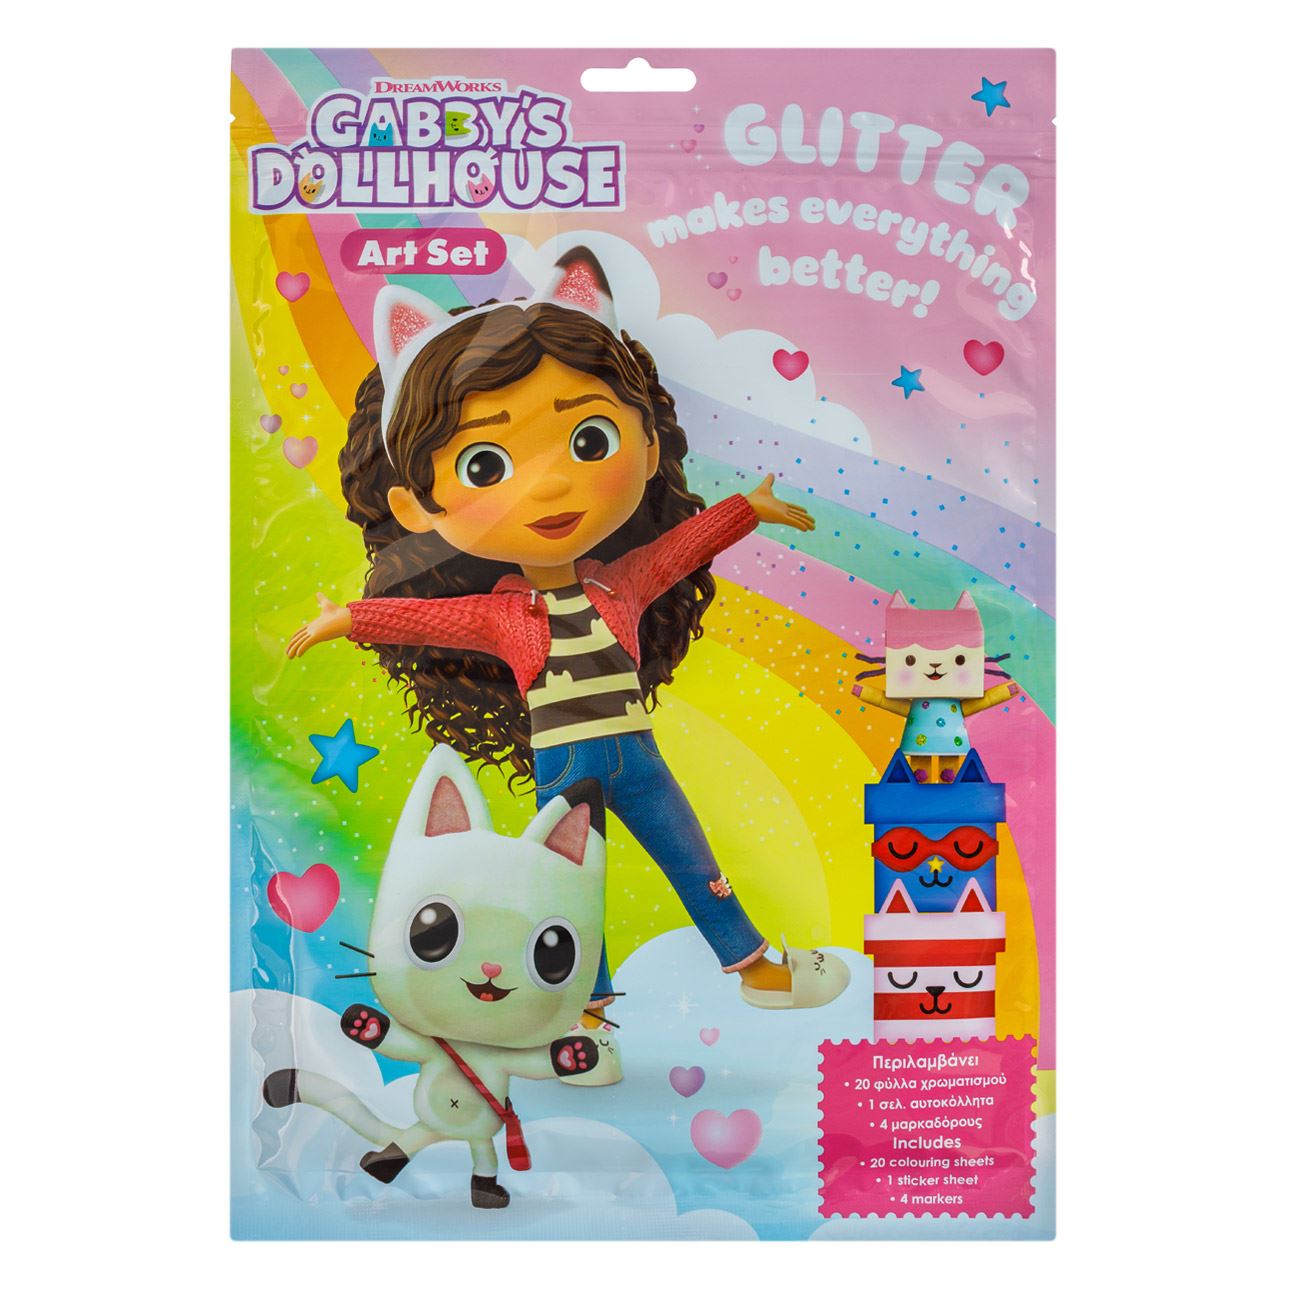 DREAMWORKS
GABBY'S
DOLLHOUSE
Art Set
GLITTER
makes everything
better!
Περιλαμβάνει
• 20 φύλλα χρωματισμού
• 1 σελ. αυτοκόλλητα
• 4 μαρκαδόρους
Includes
• 20 colouring sheets
• 1 sticker sheet
• 4 markers